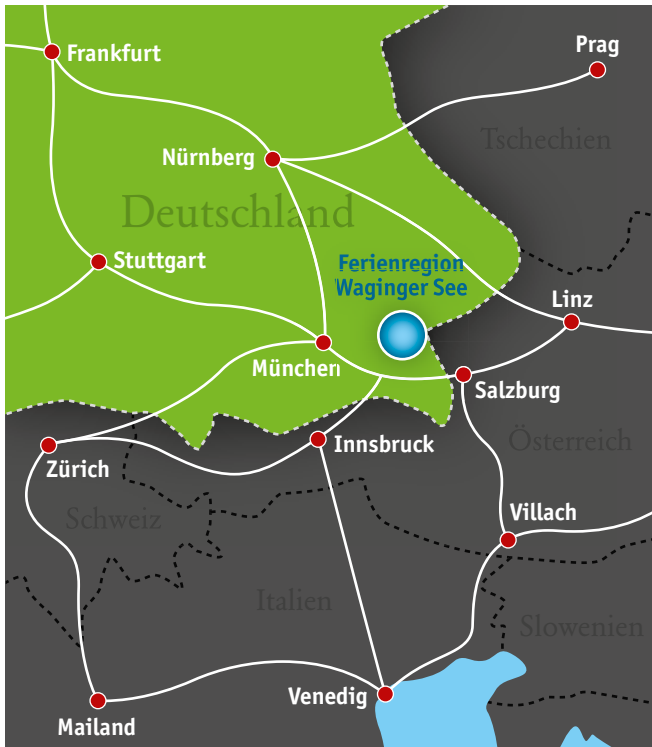 Frankfurt
Prag
Tschechien
Nürnberg
Deutschland
Stuttgart
Ferienregion
Waginger See
Linz
München
Salzburg
Österreich
Innsbruck
Zürich
Schweiz
Villach
Italien
Slowenien
Venedig
Mailand